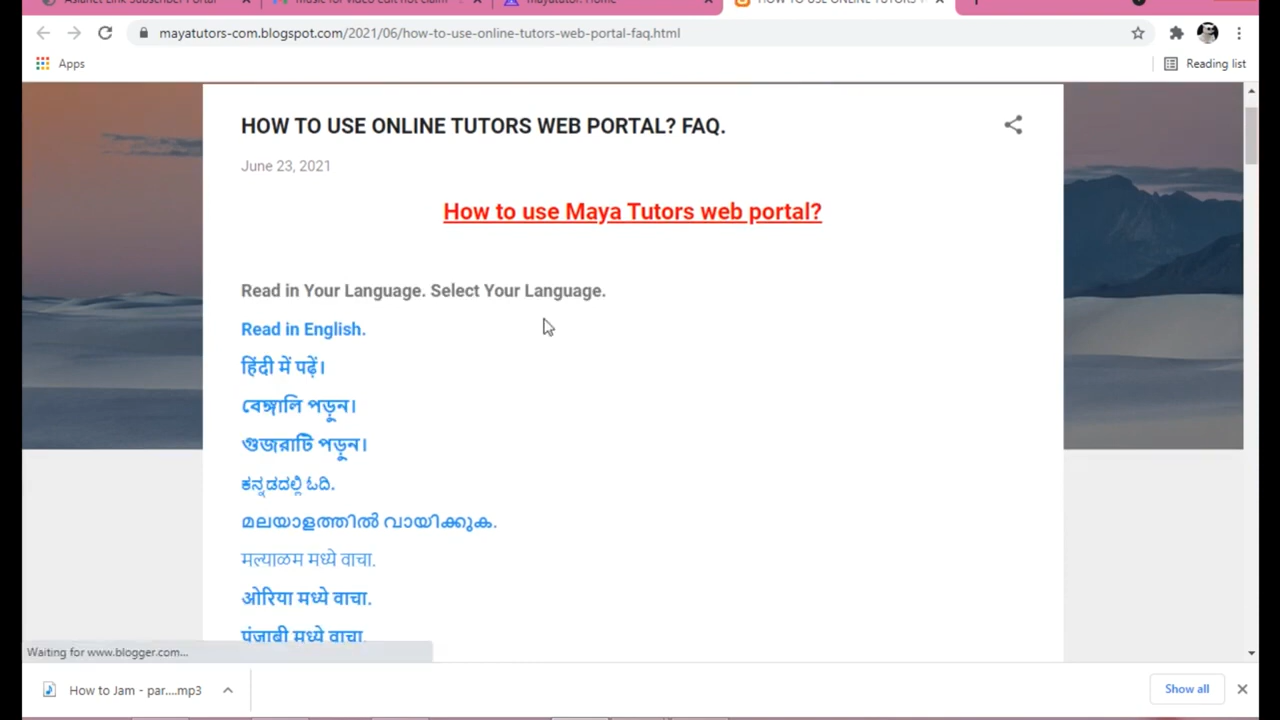 mayatutors-com.blogspot.com/2021/06/how-to-use-online-tutors-web-portal-faq.html
Apps
Reading list
HOW TO USE ONLINE TUTORS WEB PORTAL? FAQ.
June 23, 2021
How to use Maya Tutors web portal?
Read in Your Language. Select Your Language.
Read in English.
हिंदी में पढ़ें।
বেঙ্গালি পড়ুন।
গুজরাটি পড়ুন।
ಕನ್ನಡದಲ್ಲಿ ಓದಿ.
മലയാളത്തിൽ വായിക്കുക.
मल्याळम मध्ये वाचा.
ओरिया मध्ये वाचा.
पंजाबी मध्ये वाचा.
Waiting for www.blogger.com...
How to Jam - par....mp3
Show all